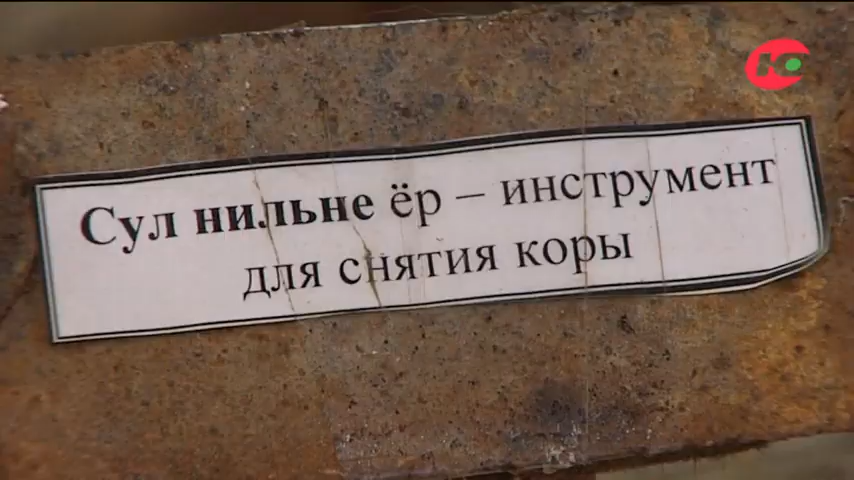 Сул нильне ёр – инструмент
для снятия коры
Ю